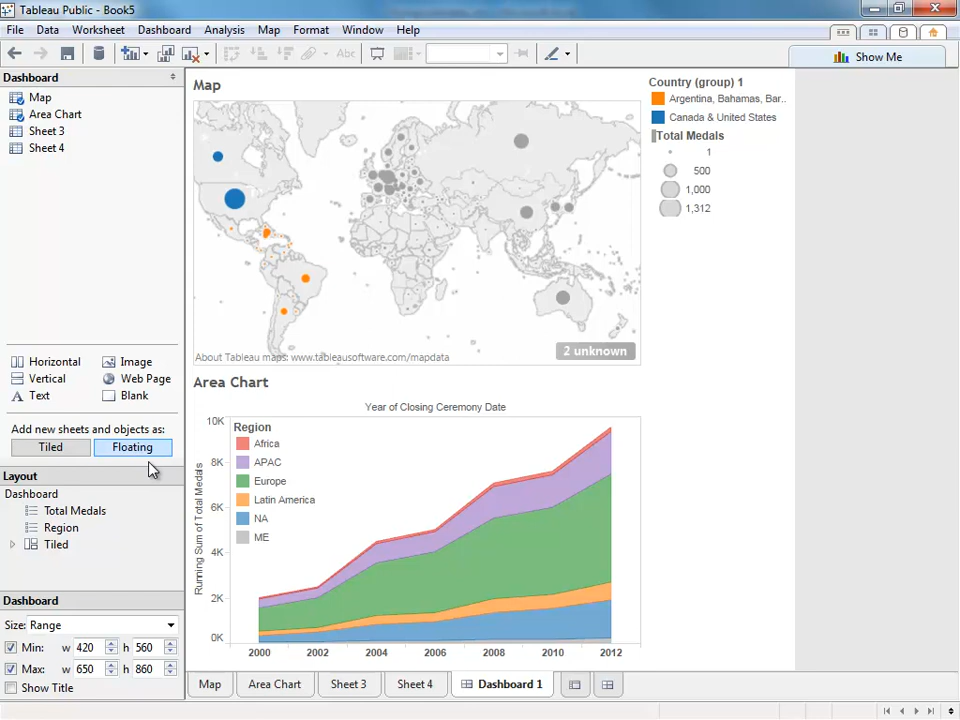 Tableau Public - Book5
File Data Worksheet Dashboard Analysis Map Format Window Help
Abc
Show Me
Dashboard
Map
Area Chart
Sheet 3
Sheet 4
Horizontal Image
Vertical Web Page
A Text Blank
Add new sheets and objects as:
Tiled Floating
Layout
Dashboard
Total Medals
Region
Tiled
Dashboard
Size: Range
Min: w 420 h 560
Max: w 650 h 860
Show Title
Map
About Tableau maps: www.tableausoftware.com/mapdata
2 unknown
Country (group) 1
Argentina, Bahamas, Bar..
Canada & United States
Total Medals
1
500
1,000
1,312
Area Chart
Year of Closing Ceremony Date
Running Sum of Total Medals
10K
8K
6K
4K
2K
0K
Region
Africa
APAC
Europe
Latin America
NA
ME
2000 2002 2004 2006 2008 2010 2012
Map Area Chart Sheet 3 Sheet 4 Dashboard 1